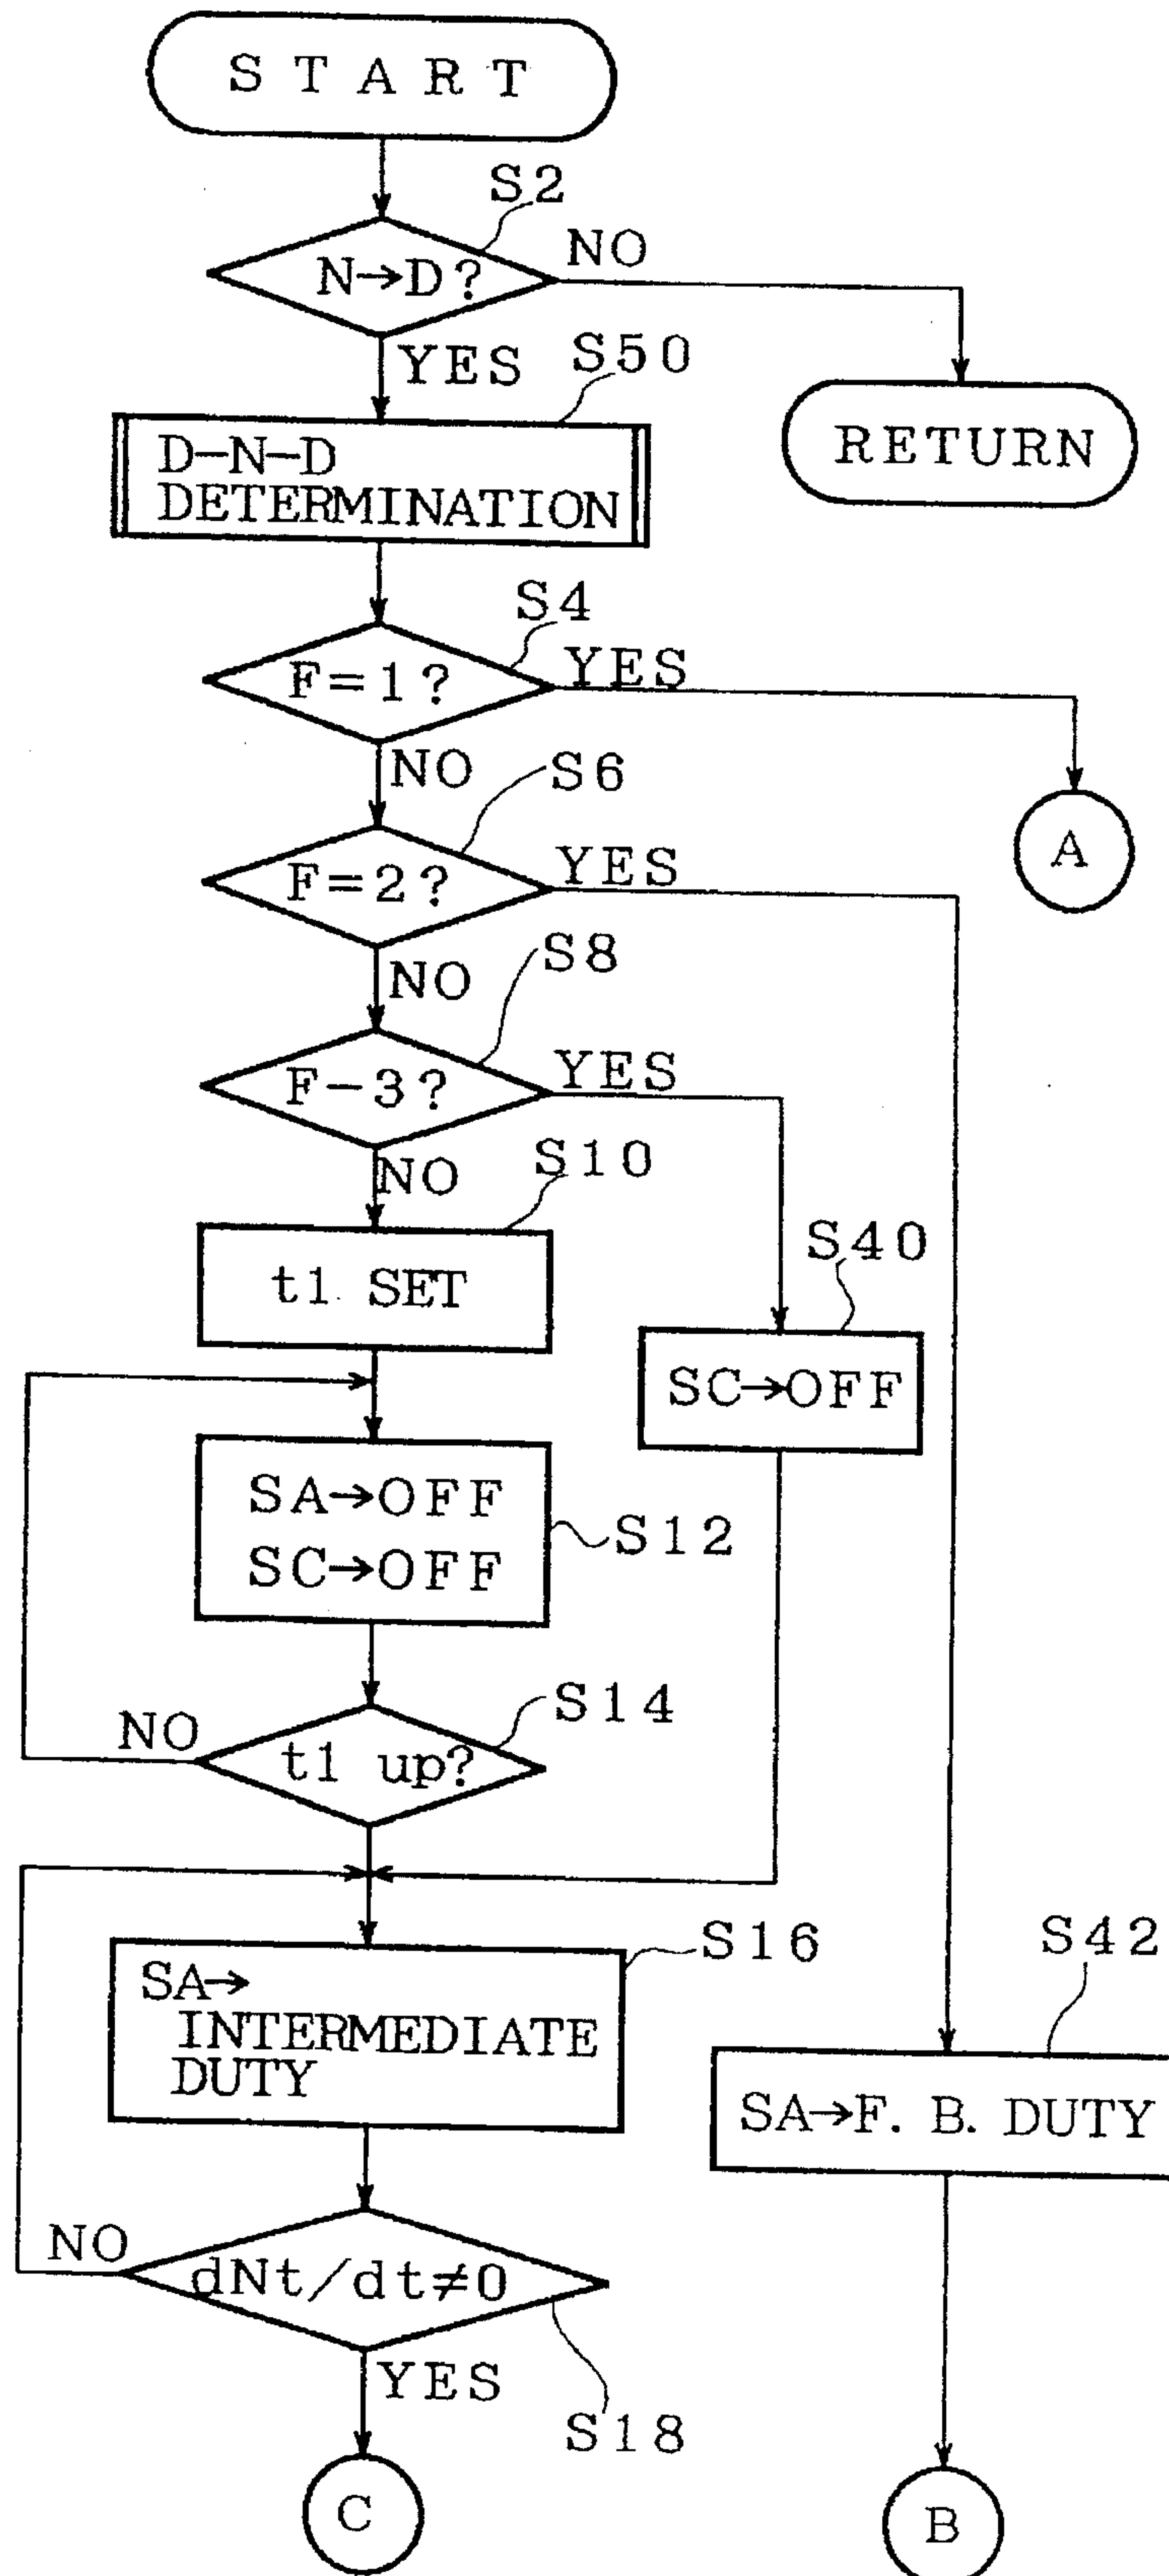 START
S2
N→D?
NO
YES
S50
D-N-D
DETERMINATION
RETURN
S4
F=1?
YES
NO
A
S6
F=2?
YES
NO
S8
F-3?
YES
NO
S10
t1 SET
S40
SC→OFF
SA→OFF
SC→OFF
S12
S14
NO
t1 up?
S16
SA→
INTERMEDIATE
DUTY
S42
SA→F. B. DUTY
NO
dNt/dt≠0
YES
S18
C
B